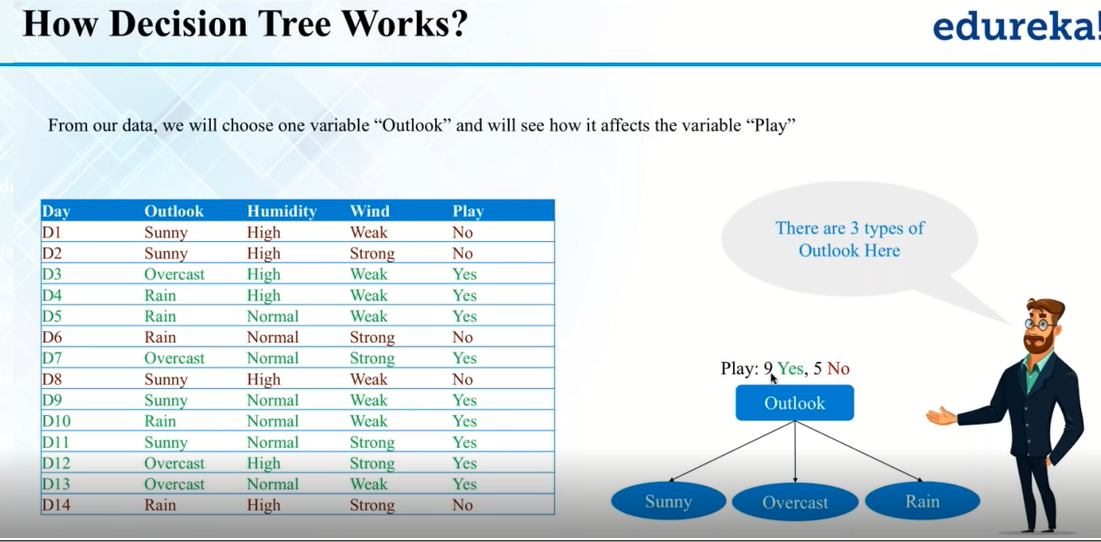 How Decision Tree Works?
edureka!
From our data, we will choose one variable “Outlook” and will see how it affects the variable “Play”
Day Outlook Humidity Wind Play
D1 Sunny High Weak No
D2 Sunny High Strong No
D3 Overcast High Weak Yes
D4 Rain High Weak Yes
D5 Rain Normal Weak Yes
D6 Rain Normal Strong No
D7 Overcast Normal Strong Yes
D8 Sunny High Weak No
D9 Sunny Normal Weak Yes
D10 Rain Normal Weak Yes
D11 Sunny Normal Strong Yes
D12 Overcast High Strong Yes
D13 Overcast Normal Weak Yes
D14 Rain High Strong No
There are 3 types of
Outlook Here
Play: 9 Yes, 5 No
Outlook
Sunny Overcast Rain